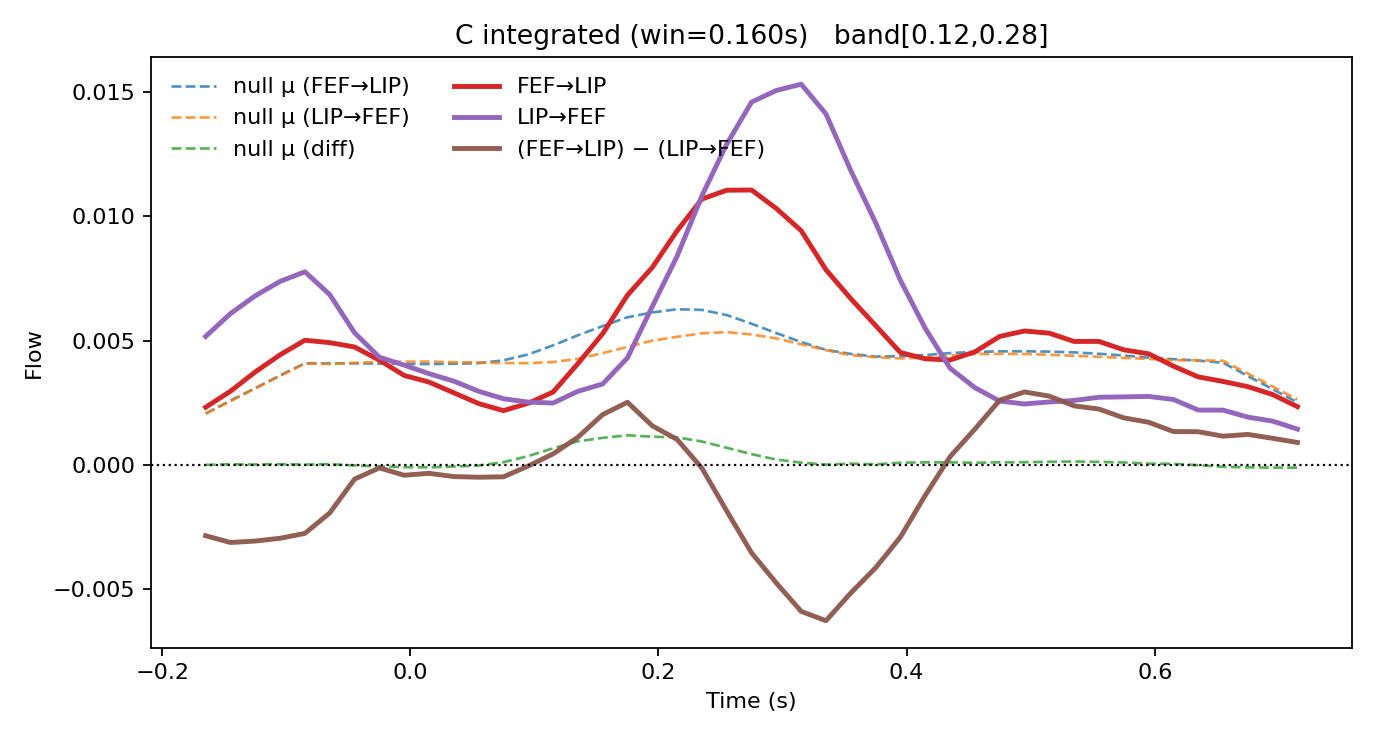 C integrated (win=0.160s)   band[0.12,0.28]
null μ (FEF→LIP)
null μ (LIP→FEF)
null μ (diff)
FEF→LIP
LIP→FEF
(FEF→LIP) − (LIP→FEF)
0.015
0.010
0.005
0.000
−0.005
Flow
−0.2
0.0
0.2
0.4
0.6
Time (s)